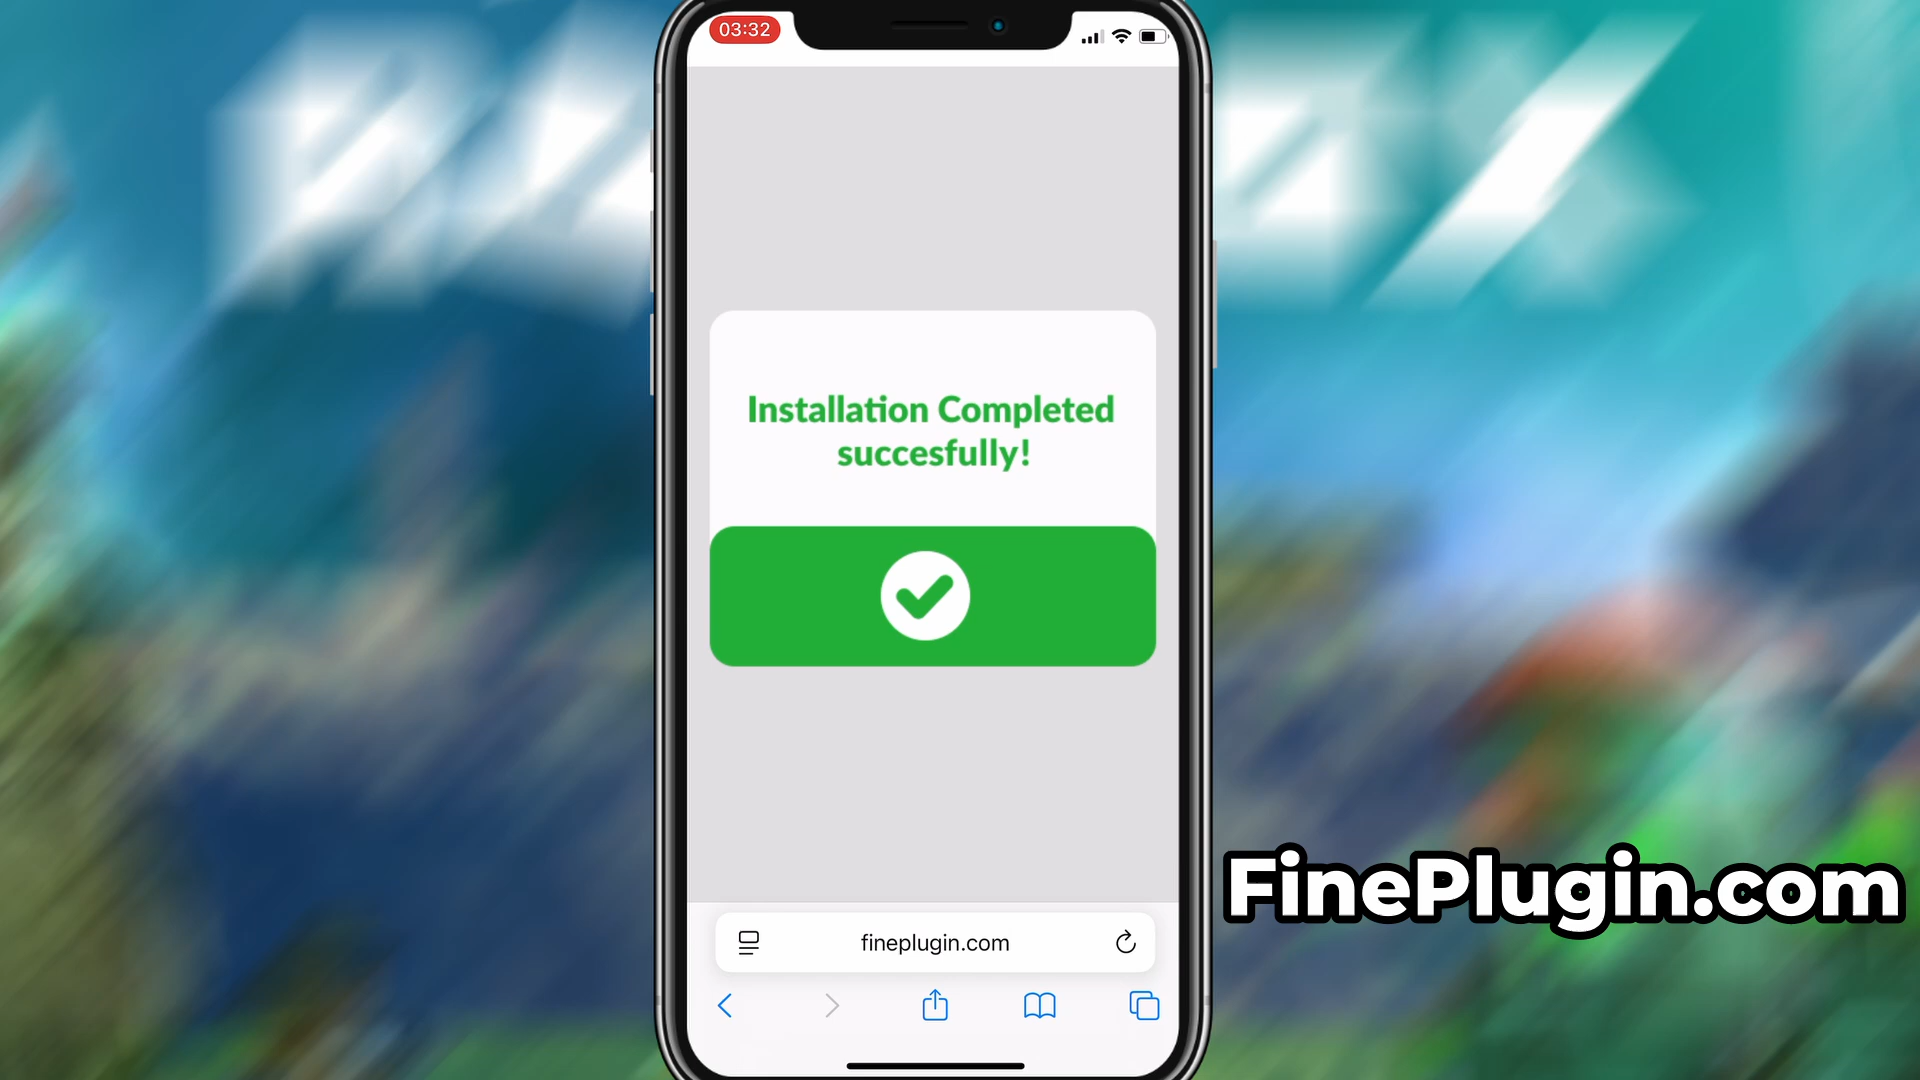 03:32
Installation Completed
succesfully!
FinePlugin.com
fineplugin.com